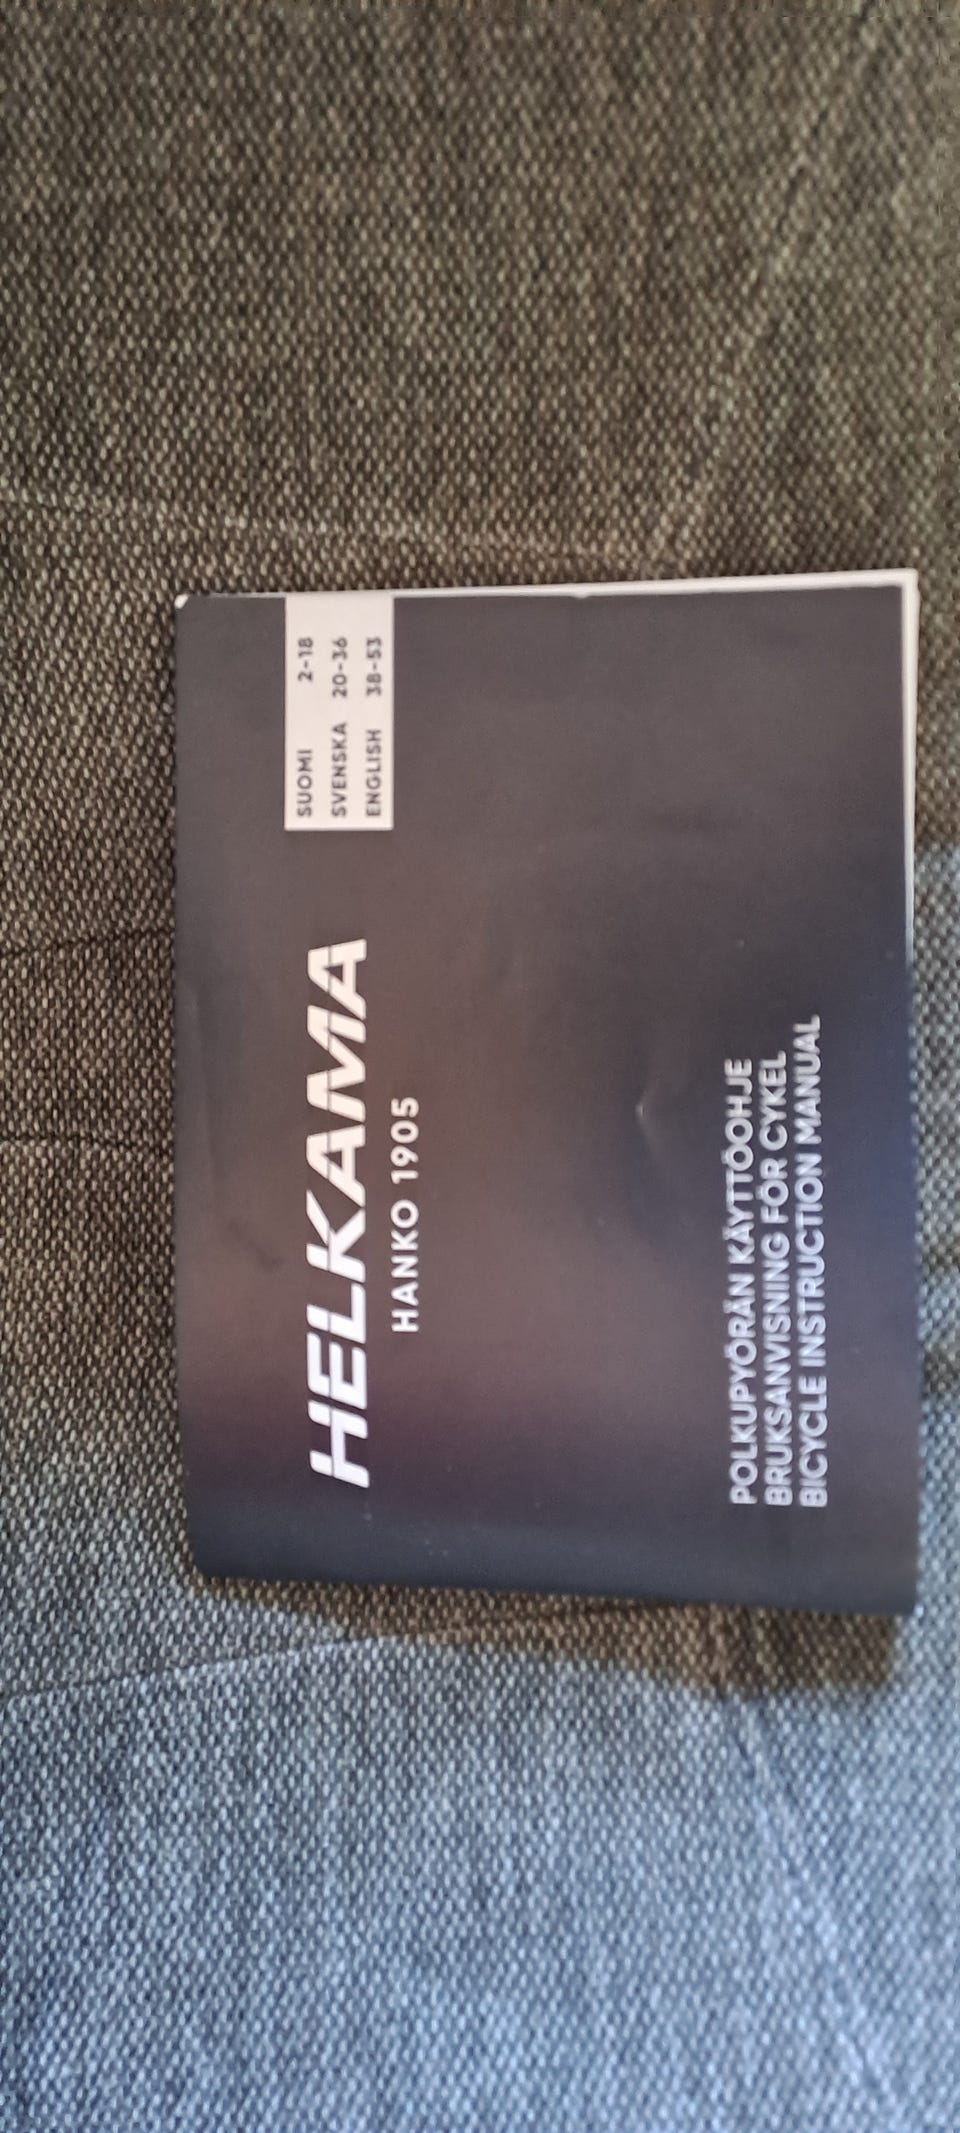 HELKAMA
HANKO 1905
SUOMI 2-18
SVENSKA 20-36
ENGLISH 38-53
POLKUPYÖRÄN KÄYTTÖOHJE
BRUKSANVISNING FÖR CYKEL
BICYCLE INSTRUCTION MANUAL